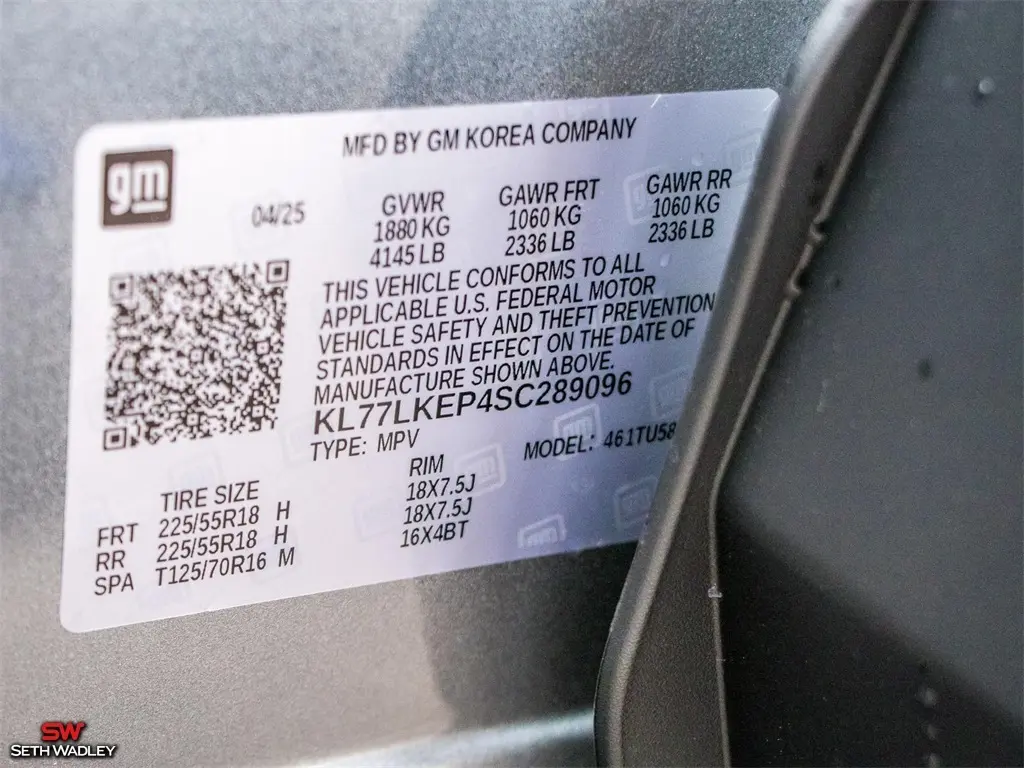 MFD BY GM KOREA COMPANY
gm
04/25
GVWR
1880 KG
4145 LB
GAWR FRT
1060 KG
2336 LB
GAWR RR
1060 KG
2336 LB
THIS VEHICLE CONFORMS TO ALL
APPLICABLE U.S. FEDERAL MOTOR
VEHICLE SAFETY AND THEFT PREVENTION
STANDARDS IN EFFECT ON THE DATE OF
MANUFACTURE SHOWN ABOVE.
KL77LKEP4SC289096
TYPE: MPV MODEL: 461TU58
TIRE SIZE RIM
FRT 225/55R18 H 18X7.5J
RR 225/55R18 H 18X7.5J
SPA T125/70R16 M 16X4BT
SW
SETH WADLEY